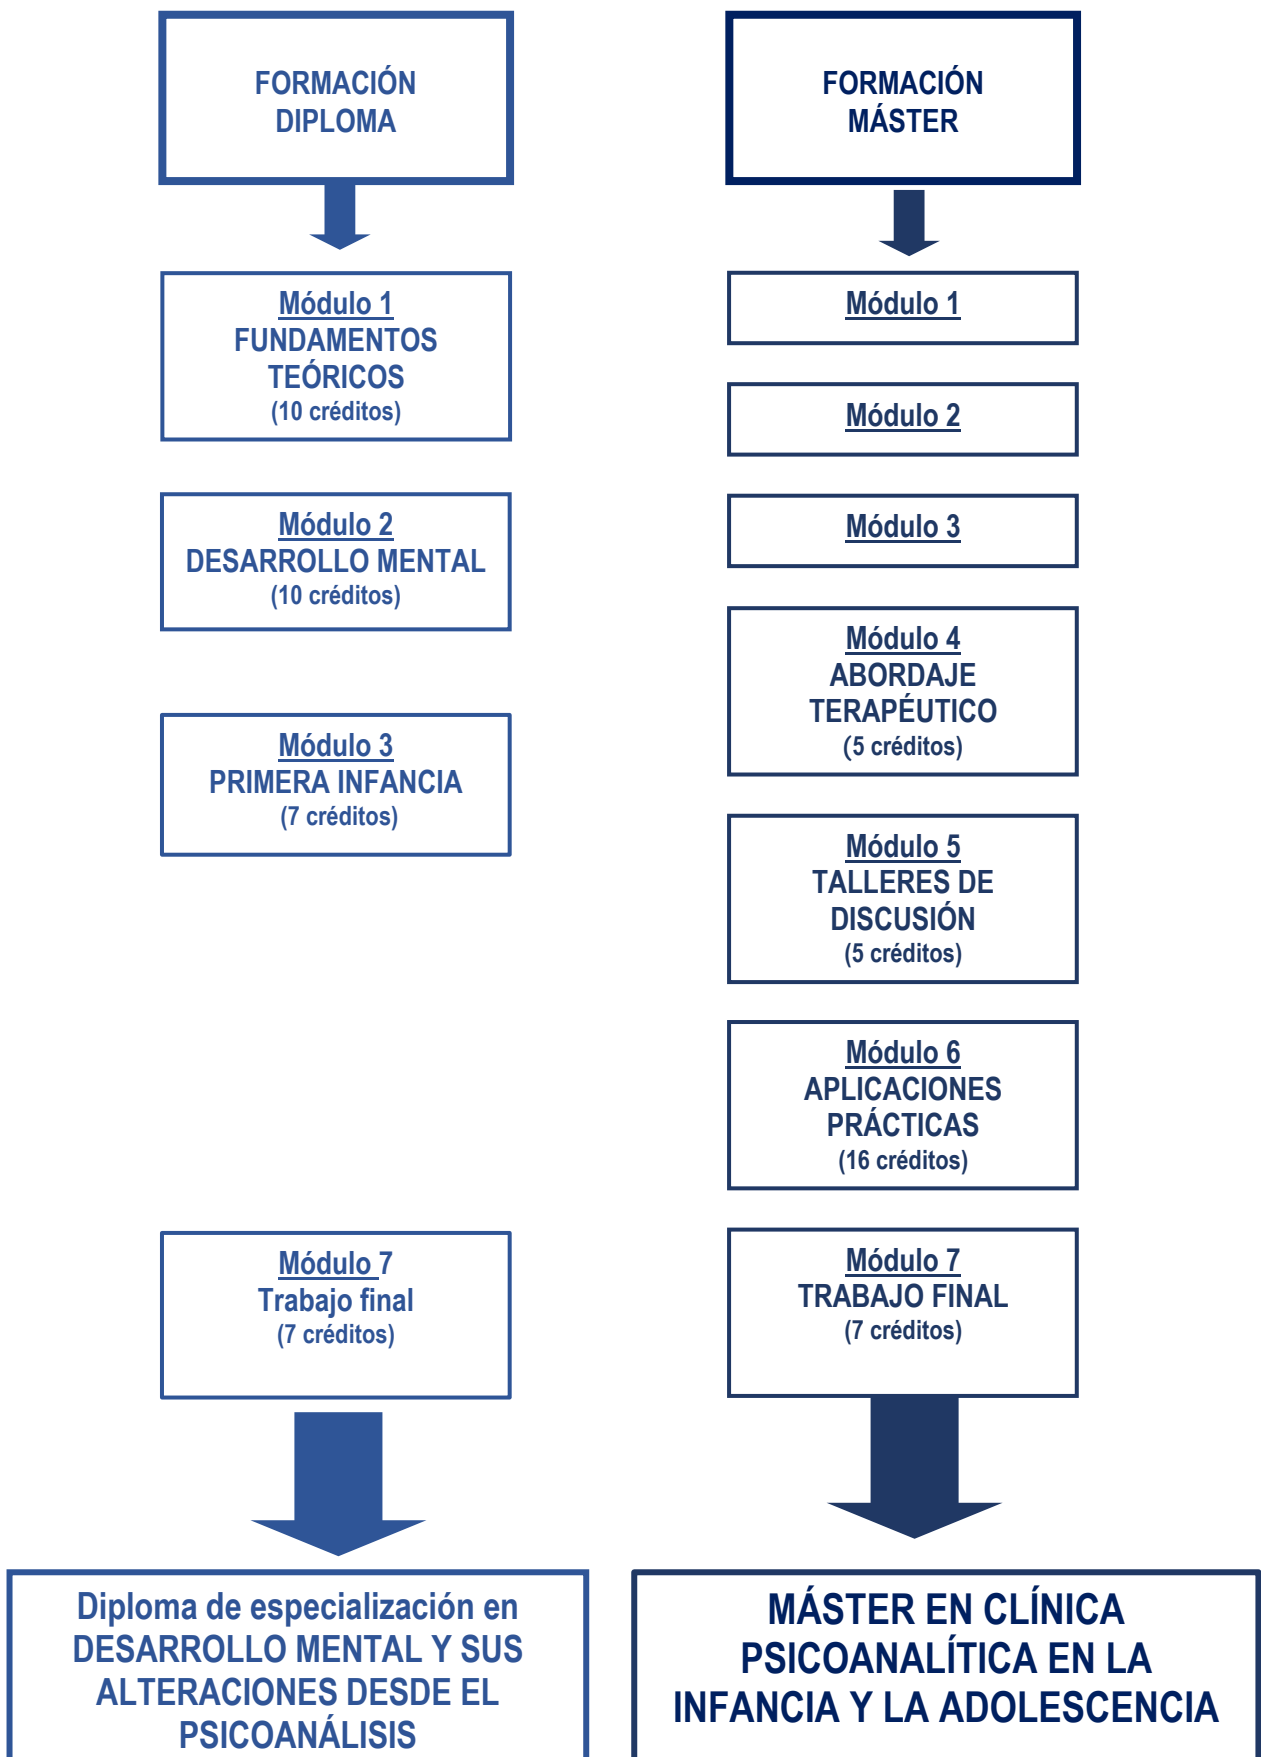 FORMACIÓN
DIPLOMA
Módulo 1
FUNDAMENTOS
TEÓRICOS
(10 créditos)
Módulo 2
DESARROLLO MENTAL
(10 créditos)
Módulo 3
PRIMERA INFANCIA
(7 créditos)
Módulo 7
Trabajo final
(7 créditos)
Diploma de especialización en
DESARROLLO MENTAL Y SUS
ALTERACIONES DESDE EL
PSICOANÁLISIS
FORMACIÓN
MÁSTER
Módulo 1
Módulo 2
Módulo 3
Módulo 4
ABORDAJE
TERAPÉUTICO
(5 créditos)
Módulo 5
TALLERES DE
DISCUSIÓN
(5 créditos)
Módulo 6
APLICACIONES
PRÁCTICAS
(16 créditos)
Módulo 7
TRABAJO FINAL
(7 créditos)
MÁSTER EN CLÍNICA
PSICOANALÍTICA EN LA
INFANCIA Y LA ADOLESCENCIA